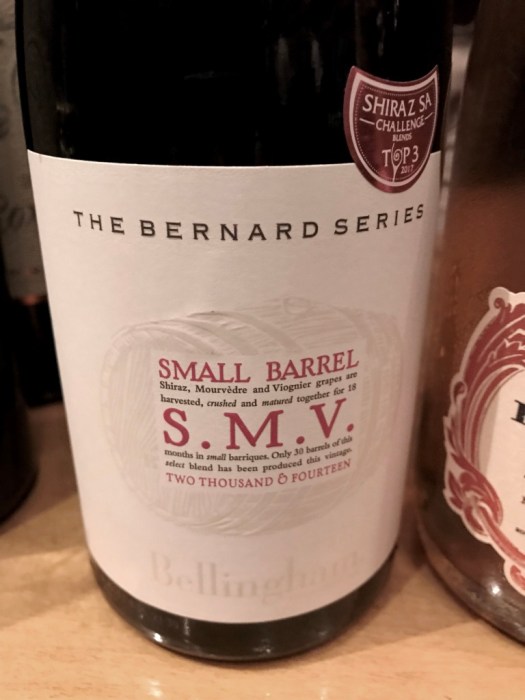 SHIRAZ SA
CHALLENGE
BLENDS
TOP 3
2017
THE BERNARD SERIES
SMALL BARREL
Shiraz, Mourvèdre and Viognier grapes are
harvested, crushed and matured together for 18
S.M.V.
months in small barriques. Only 30 barrels of this
select blend has been produced this vintage.
TWO THOUSAND & FOURTEEN
Bellingham